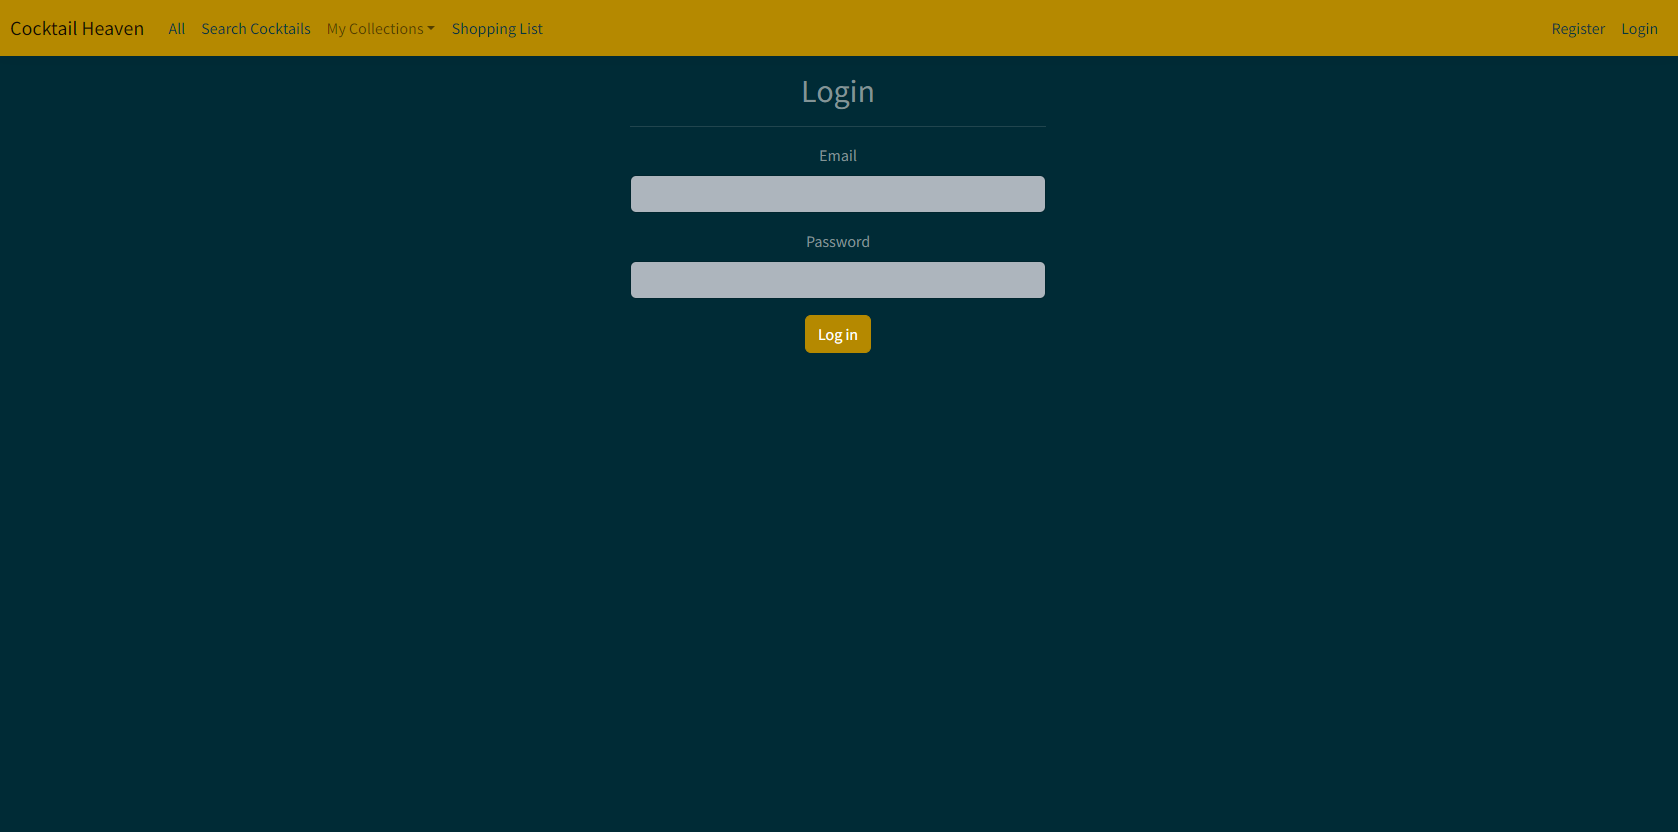 Cocktail Heaven All Search Cocktails My Collections Shopping List Register Login
Login
Email
Password
Log in